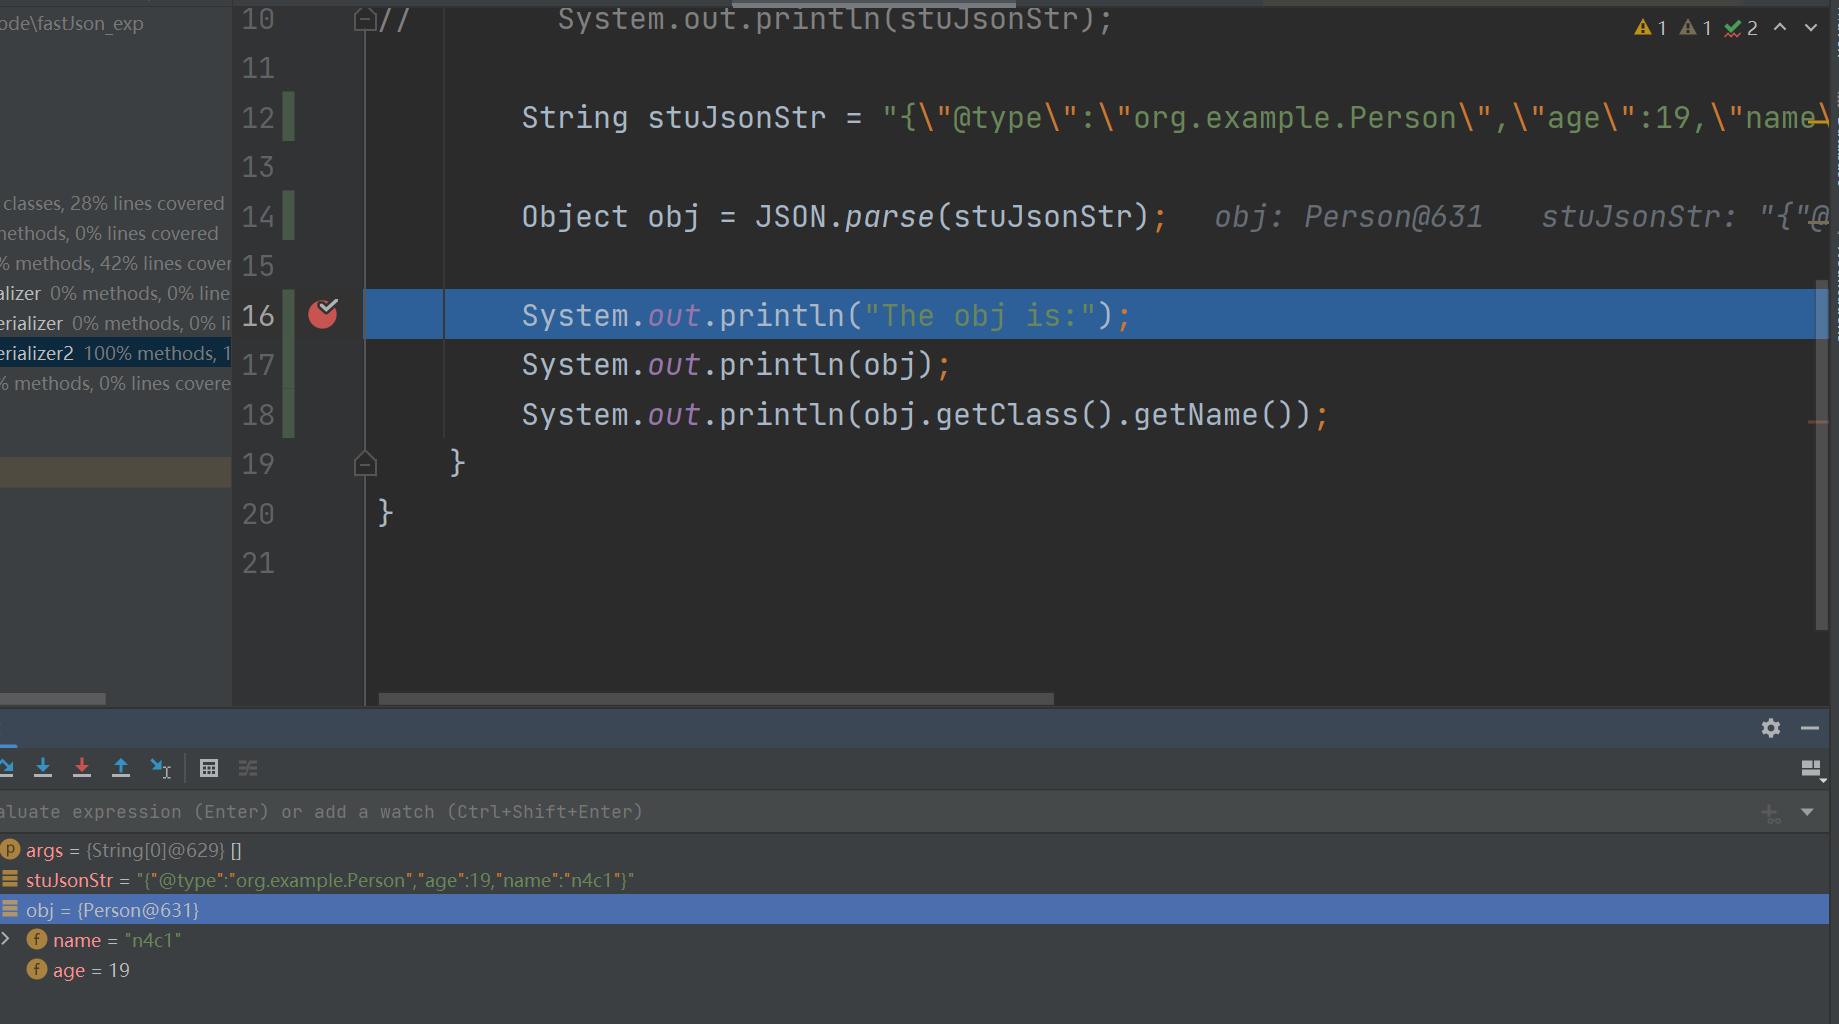 ode\fastJson_exp
classes, 28% lines covered
methods, 0% lines covered
% methods, 42% lines cover
alizer 0% methods, 0% line
erializer 0% methods, 0% li
erializer2 100% methods, 1
% methods, 0% lines covere
10 // System.out.println(stuJsonStr);
1 1 2
11
12 String stuJsonStr = "{\"@type\":\"org.example.Person\",\"age\":19,\"name\
13
14 Object obj = JSON.parse(stuJsonStr); obj: Person@631 stuJsonStr: "{"@
15
16 System.out.println("The obj is:");
17 System.out.println(obj);
18 System.out.println(obj.getClass().getName());
19 }
20 }
21
aluate expression (Enter) or add a watch (Ctrl+Shift+Enter)
p args = {String[0]@629} []
stuJsonStr = "{"@type":"org.example.Person","age":19,"name":"n4c1"}"
obj = {Person@631}
f name = "n4c1"
f age = 19